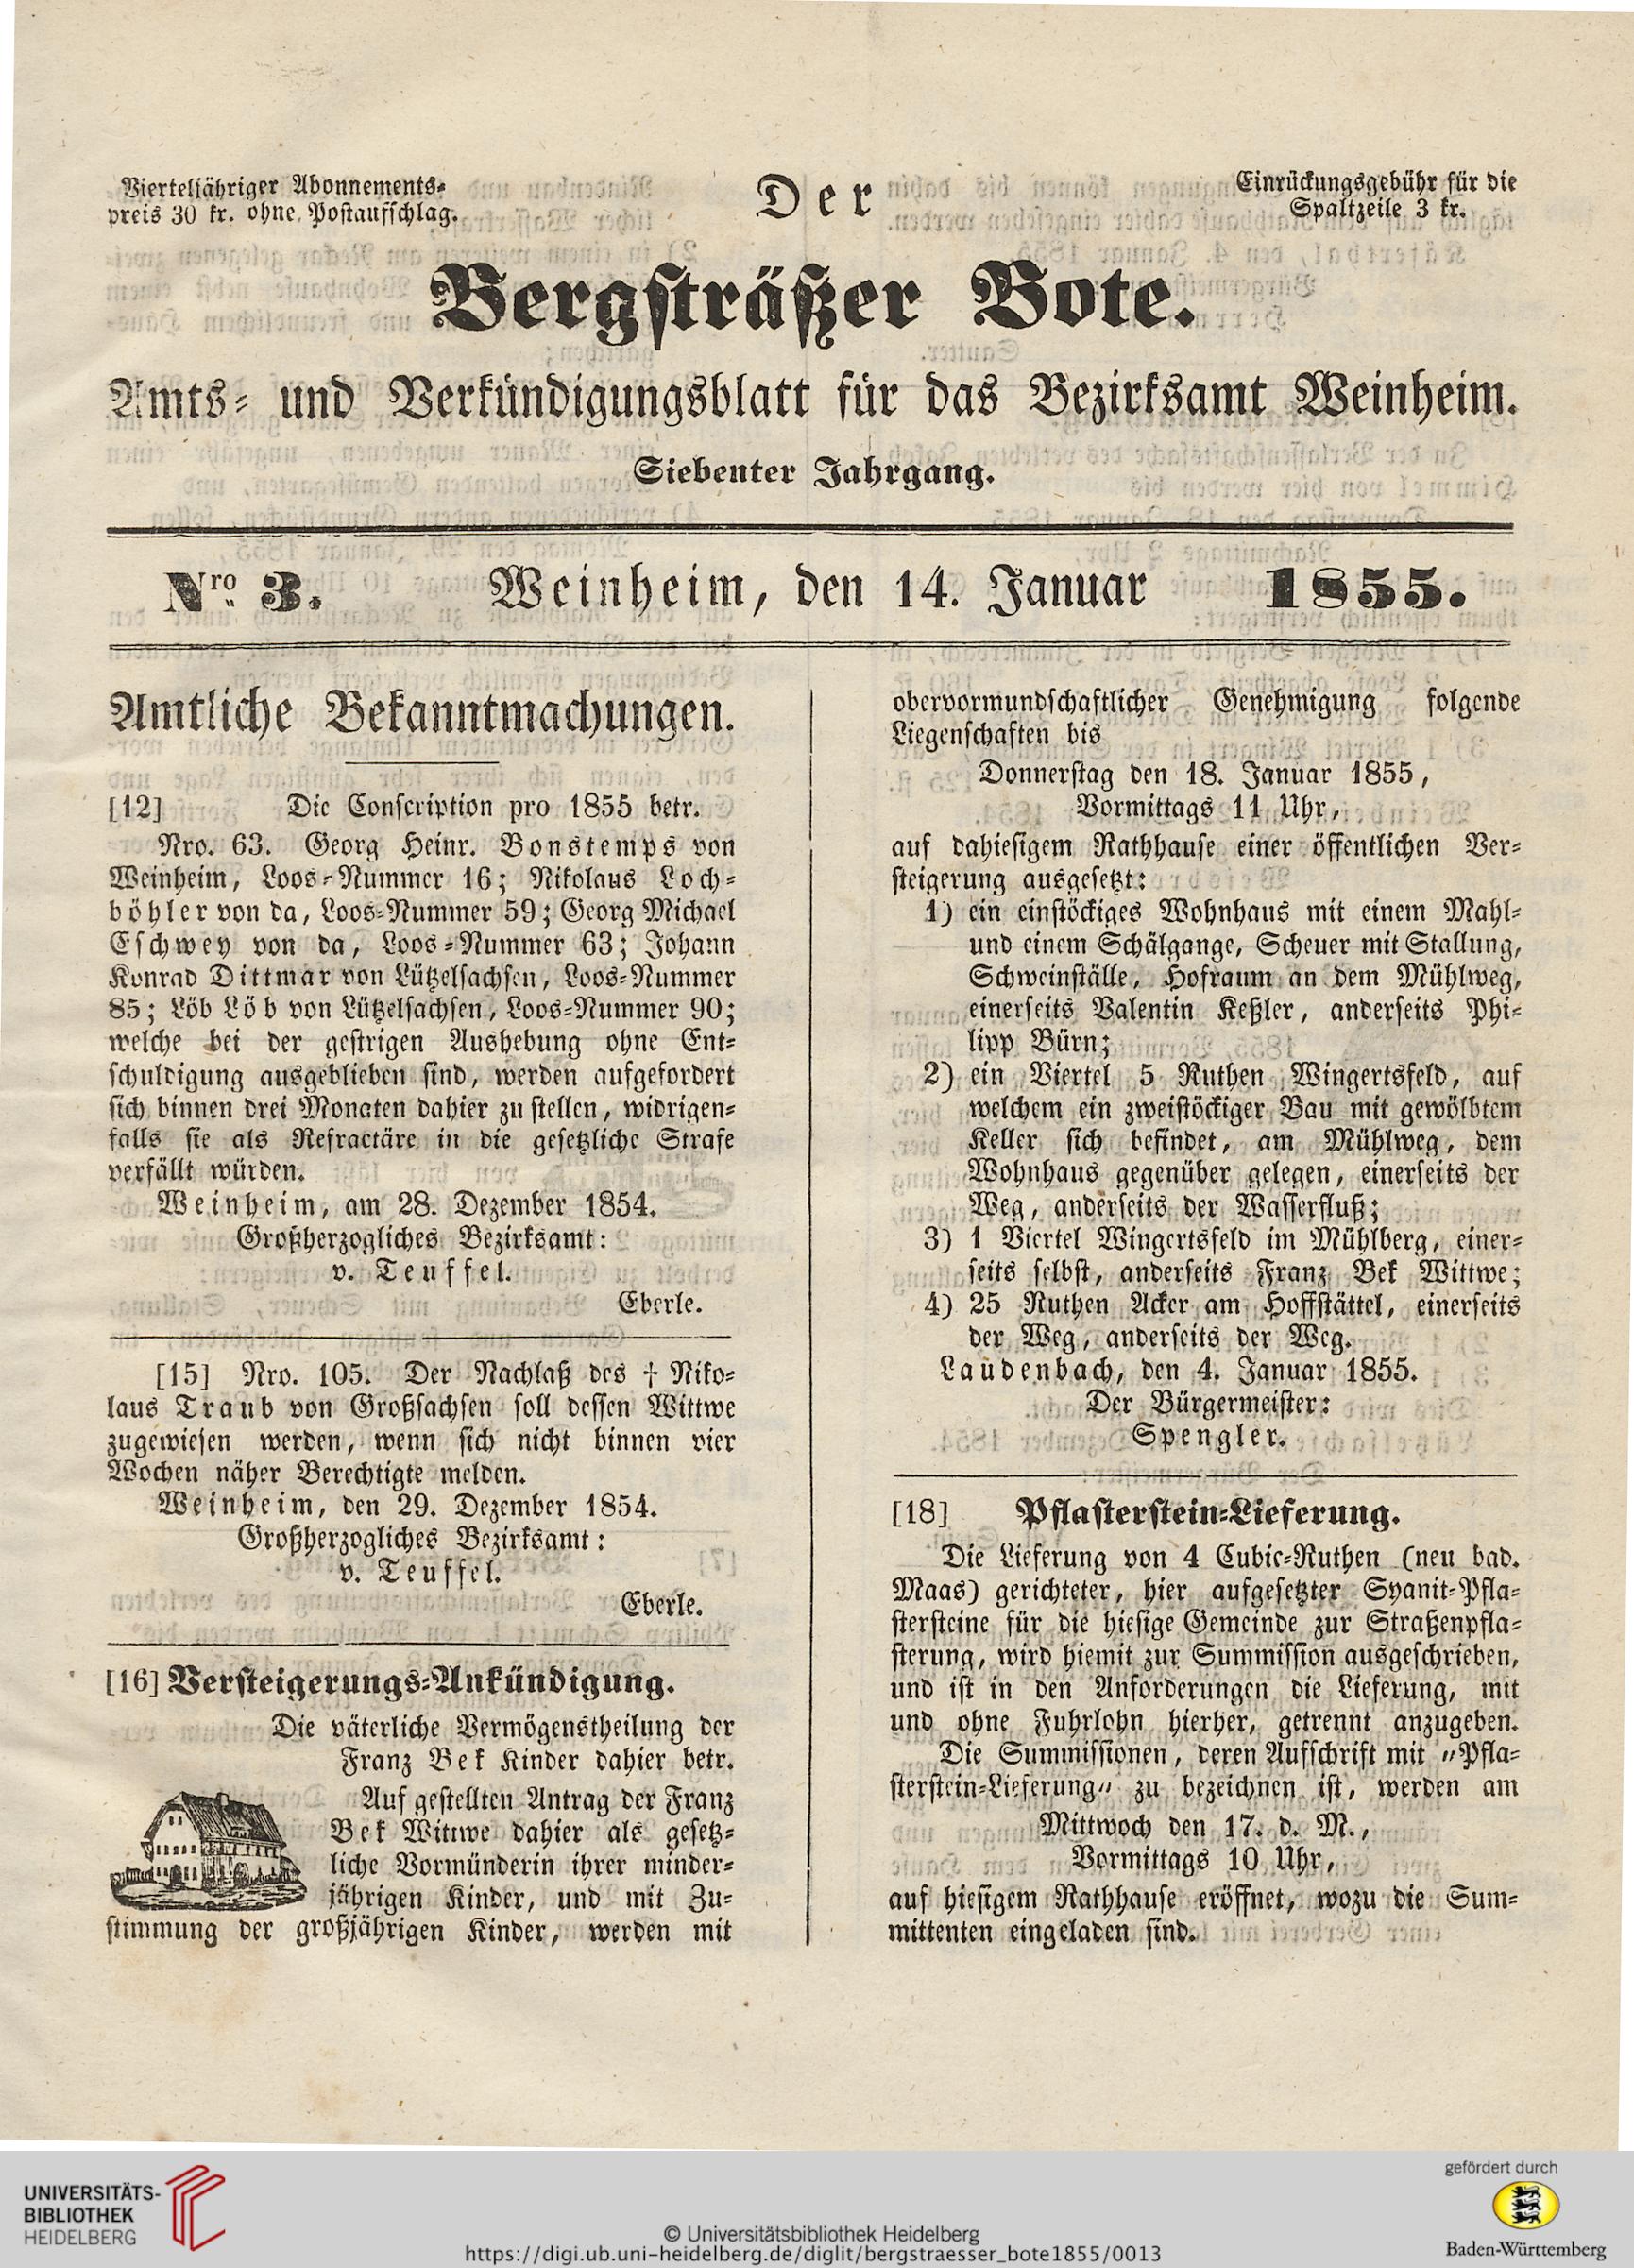 Vierteljähriger Abonnements-
preis 30 kr. ohne Postaufschlag.
Der
Einrückungsgebühr für die
Spaltzeile 3 kr.
Bergsträßer Bote.
Amts- und Verkündigungsblatt für das Bezirksamt Weinheim.
Siebenter Jahrgang.
Nro. 3. Weinheim, den 14. Januar 1855.
Amtliche Bekanntmachungen.
[12] Die Conscription pro 1855 betr.
Nro. 63. Georg Heinr. Bonstemps von
Weinheim, Loos-Nummer 16; Nikolaus Loch-
böhler von da, Loos-Nummer 59; Georg Michael
Eschwey von da, Loos-Nummer 63; Johann
Konrad Dittmar von Lützelsachsen, Loos-Nummer
85; Löb Löb von Lützelsachsen, Loos-Nummer 90;
welche bei der gestrigen Aushebung ohne Ent-
schuldigung ausgeblieben sind, werden aufgefordert
sich binnen drei Monaten dahier zu stellen, widrigen-
falls sie als Refractäre in die gesetzliche Strafe
verfällt würden.
Weinheim, am 28. Dezember 1854.
Großherzogliches Bezirksamt:
v. Teuffel.
Eberle.
[15] Nro. 105. Der Nachlaß des † Niko-
laus Traub von Großsachsen soll dessen Wittwe
zugewiesen werden, wenn sich nicht binnen vier
Wochen näher Berechtigte melden.
Weinheim, den 29. Dezember 1854.
Großherzogliches Bezirksamt:
v. Teuffel.
Eberle.
[16] Versteigerungs-Ankündigung.
Die väterliche Vermögenstheilung der
Franz Bek Kinder dahier betr.
Auf gestellten Antrag der Franz
Bek Wittwe dahier als gesetz-
liche Vormünderin ihrer minder-
jährigen Kinder, und mit Zu-
stimmung der großjährigen Kinder, werden mit
obervormundschaftlicher Genehmigung folgende
Liegenschaften bis
Donnerstag den 18. Januar 1855,
Vormittags 11 Uhr,
auf dahiesigem Rathhause einer öffentlichen Ver-
steigerung ausgesetzt:
1) ein einstöckiges Wohnhaus mit einem Mahl-
und einem Schälgange, Scheuer mit Stallung,
Schweinställe, Hofraum an dem Mühlweg,
einerseits Valentin Keßler, anderseits Phi-
lipp Bürn;
2) ein Viertel 5 Ruthen Wingertsfeld, auf
welchem ein zweistöckiger Bau mit gewölbtem
Keller sich befindet, am Mühlweg, dem
Wohnhaus gegenüber gelegen, einerseits der
Weg, anderseits der Wasserfluß;
3) 1 Viertel Wingertsfeld im Mühlberg, einer-
seits selbst, anderseits Franz Bek Wittwe;
4) 25 Ruthen Acker am Hoffstättel, einerseits
der Weg, anderseits der Weg.
Laudenbach, den 4. Januar 1855.
Der Bürgermeister:
Spengler.
[18] Pflasterstein-Lieferung.
Die Lieferung von 4 Cubic-Ruthen (neu bad.
Maas) gerichteter, hier aufgesetzter Syanit-Pfla-
stersteine für die hiesige Gemeinde zur Straßenpfla-
sterung, wird hiemit zur Summission ausgeschrieben,
und ist in den Anforderungen die Lieferung, mit
und ohne Fuhrlohn hierher, getrennt anzugeben.
Die Summissionen, deren Aufschrift mit „Pfla-
sterstein-Lieferung" zu bezeichnen ist, werden am
Mittwoch den 17. d. M.,
Vormittags 10 Uhr,
auf hiesigem Rathhause eröffnet, wozu die Sum-
mittenten eingeladen sind.
UNIVERSITÄTS-
BIBLIOTHEK
HEIDELBERG
© Universitätsbibliothek Heidelberg
https://digi.ub.uni-heidelberg.de/diglit/bergstraesser_bote1855/0013
gefördert durch
Baden-Württemberg